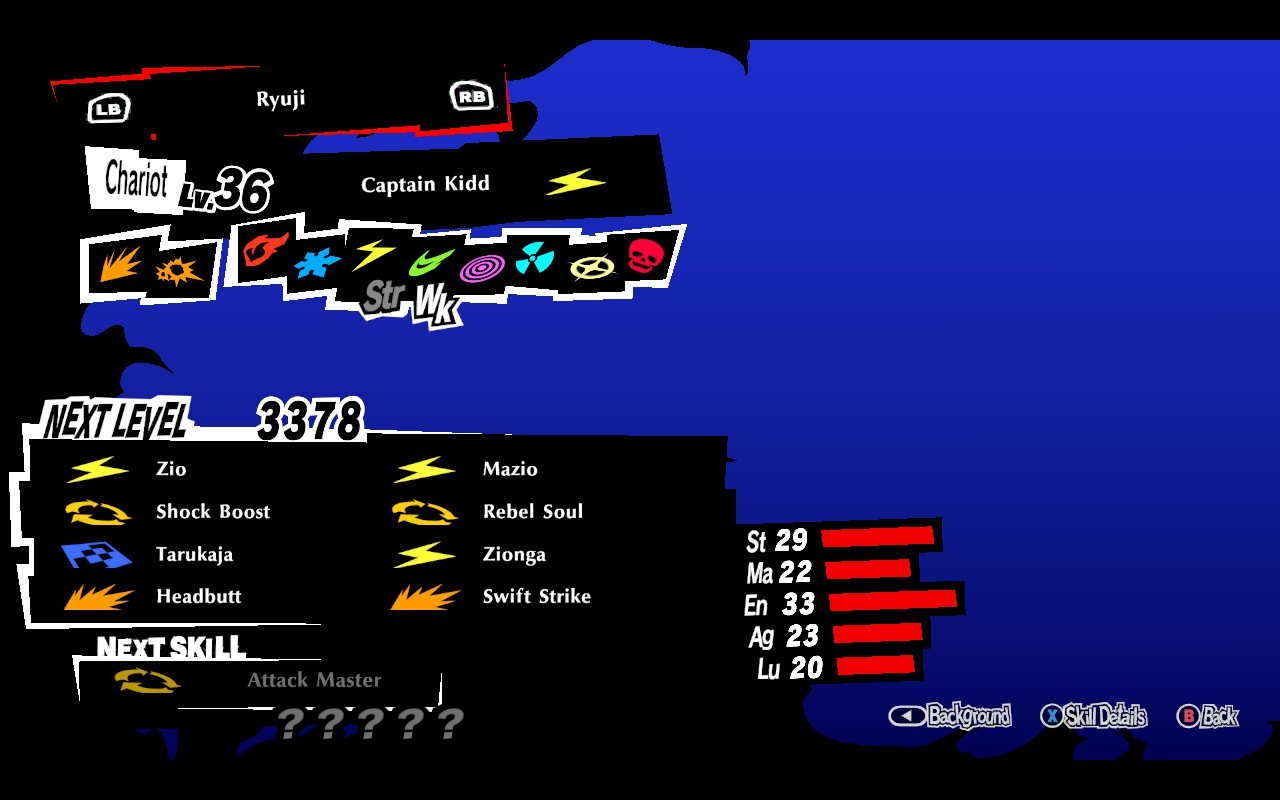 LB Ryuji RB
Chariot Lv.36 Captain Kidd
Str Wk
NEXT LEVEL 3378
Zio Mazio
Shock Boost Rebel Soul
Tarukaja Zionga
Headbutt Swift Strike
NEXT SKILL
Attack Master
? ? ? ? ?
St 29
Ma 22
En 33
Ag 23
Lu 20
Background X Skill Details B Back